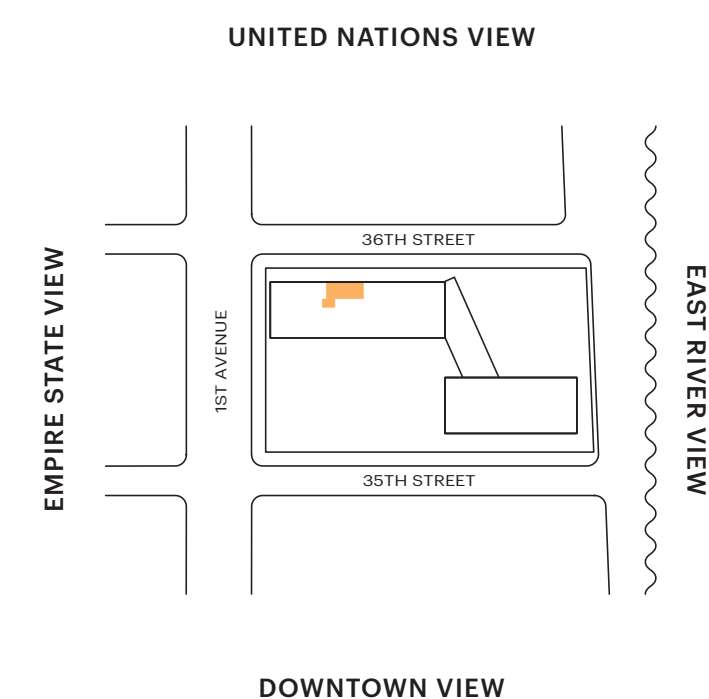 UNITED NATIONS VIEW
36TH STREET
EMPIRE STATE VIEW
1ST AVENUE
EAST RIVER VIEW
35TH STREET
DOWNTOWN VIEW